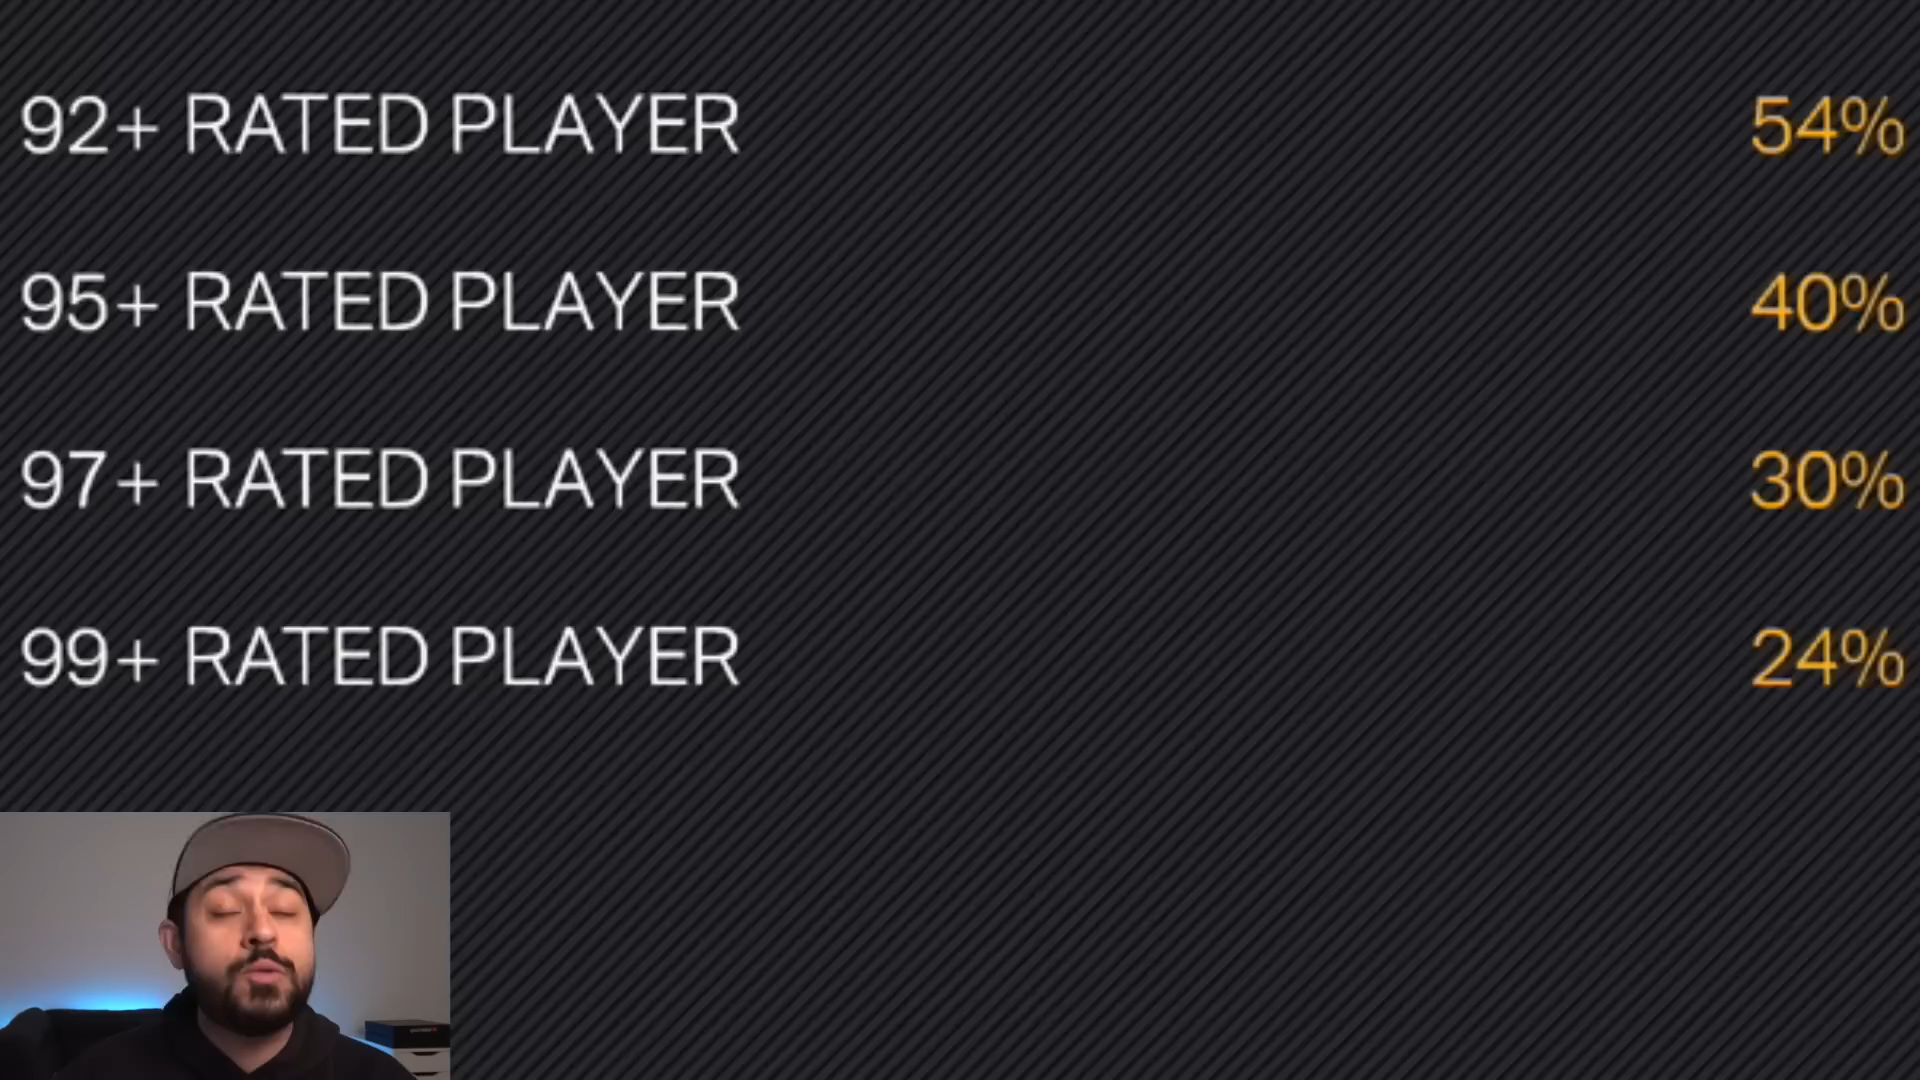 92+ RATED PLAYER 54%
95+ RATED PLAYER 40%
97+ RATED PLAYER 30%
99+ RATED PLAYER 24%